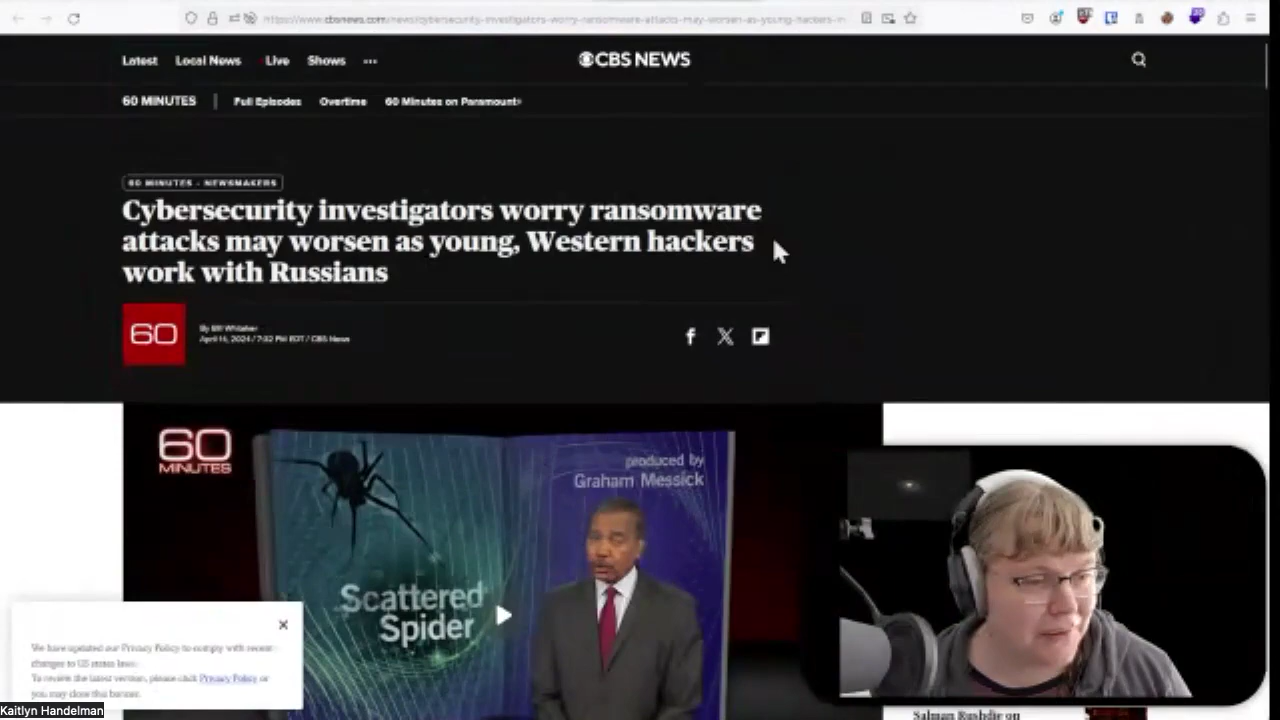 https://www.cbsnews.com/news/cybersecurity-investigators-worry-ransomware-attacks-may-worsen-as-young-hackers-in
Latest Local News Live Shows ...
CBS NEWS
60 MINUTES | Full Episodes Overtime 60 Minutes on Paramount+
60 MINUTES - NEWSMAKERS
Cybersecurity investigators worry ransomware
attacks may worsen as young, Western hackers
work with Russians
60
By Bill Whitaker
April 14, 2024 / 7:02 PM EDT / CBS News
60
MINUTES
produced by
Graham Messick
Scattered
Spider
We have updated our Privacy Policy to comply with recent
changes to US states laws.
To receive the latest version, please click Privacy Policy or
you may close this banner.
Kaitlyn Handelman
Salman Rushdie on